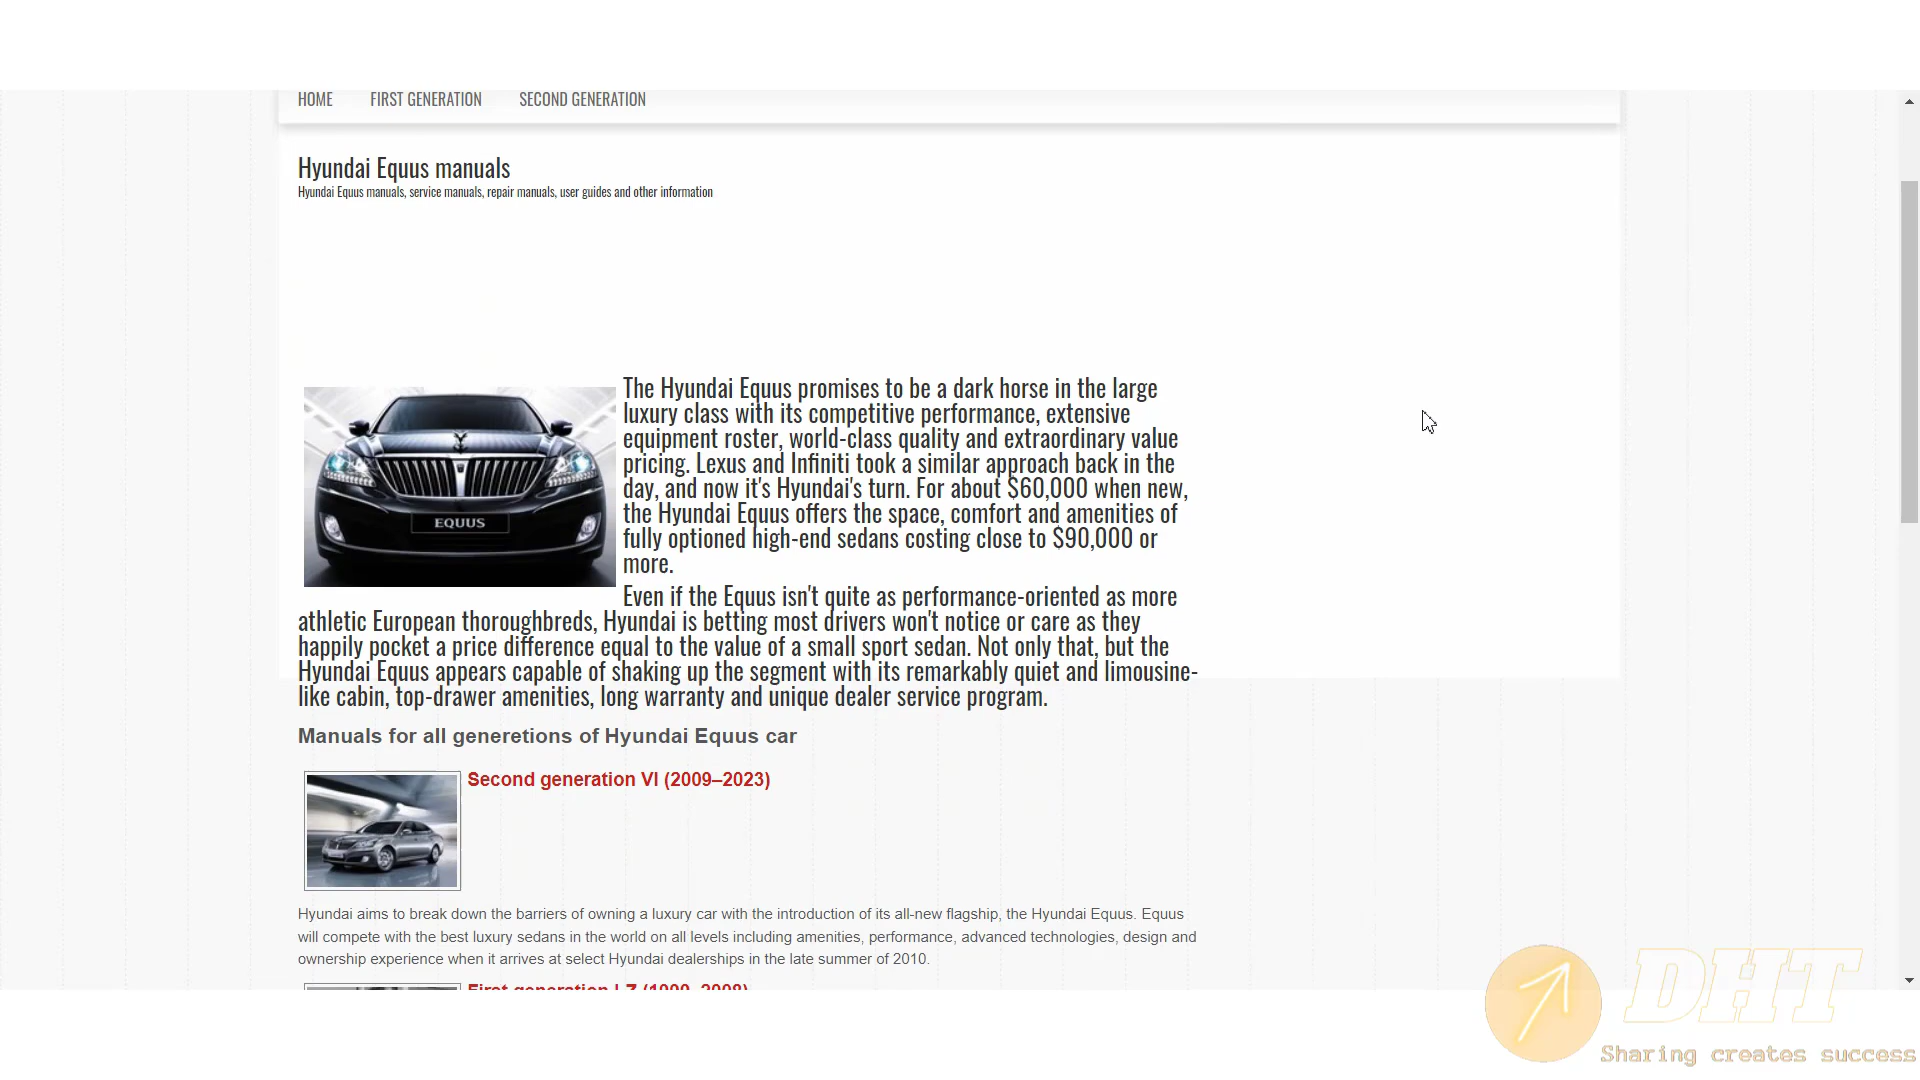 HOME FIRST GENERATION SECOND GENERATION
Hyundai Equus manuals
Hyundai Equus manuals, service manuals, repair manuals, user guides and other information
The Hyundai Equus promises to be a dark horse in the large
luxury class with its competitive performance, extensive
equipment roster, world-class quality and extraordinary value
pricing. Lexus and Infiniti took a similar approach back in the
day, and now it's Hyundai's turn. For about $60,000 when new,
the Hyundai Equus offers the space, comfort and amenities of
fully optioned high-end sedans costing close to $90,000 or
more.
EQUUS
Even if the Equus isn't quite as performance-oriented as more
athletic European thoroughbreds, Hyundai is betting most drivers won't notice or care as they
happily pocket a price difference equal to the value of a small sport sedan. Not only that, but the
Hyundai Equus appears capable of shaking up the segment with its remarkably quiet and limousine-
like cabin, top-drawer amenities, long warranty and unique dealer service program.
Manuals for all generetions of Hyundai Equus car
Second generation VI (2009–2023)
Hyundai aims to break down the barriers of owning a luxury car with the introduction of its all-new flagship, the Hyundai Equus. Equus
will compete with the best luxury sedans in the world on all levels including amenities, performance, advanced technologies, design and
ownership experience when it arrives at select Hyundai dealerships in the late summer of 2010.
First generation LZ (1999–2008)
DHT
Sharing creates success